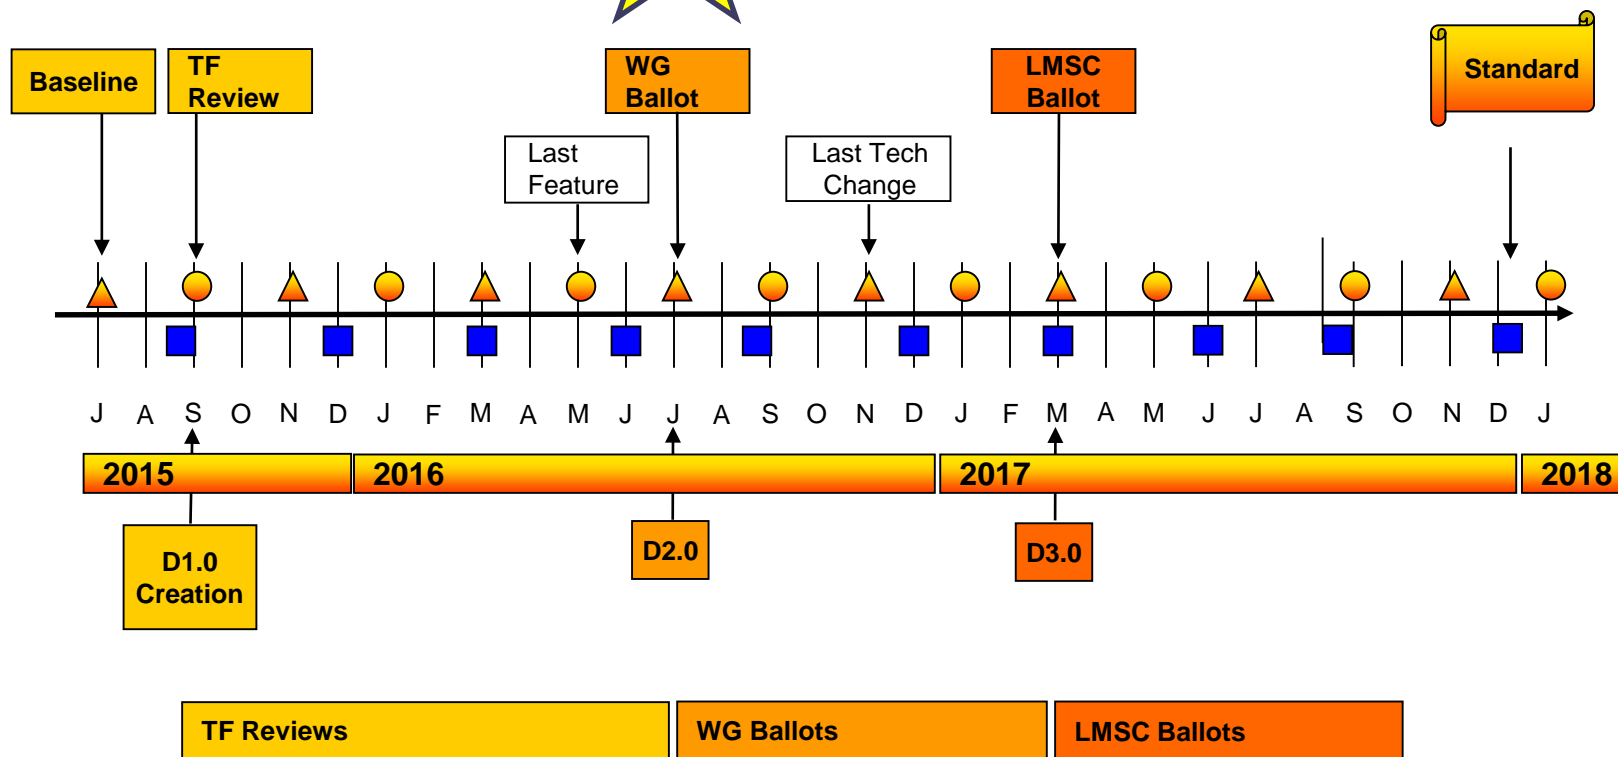 Baseline
TF
Review
WG
Ballot
LMSC
Ballot
Standard
Last
Feature
Last Tech
Change
J A S O N D J F M A M J J A S O N D J F M A M J J A S O N D J
2015 2016 2017 2018
D1.0
Creation
D2.0
D3.0
TF Reviews
WG Ballots
LMSC Ballots